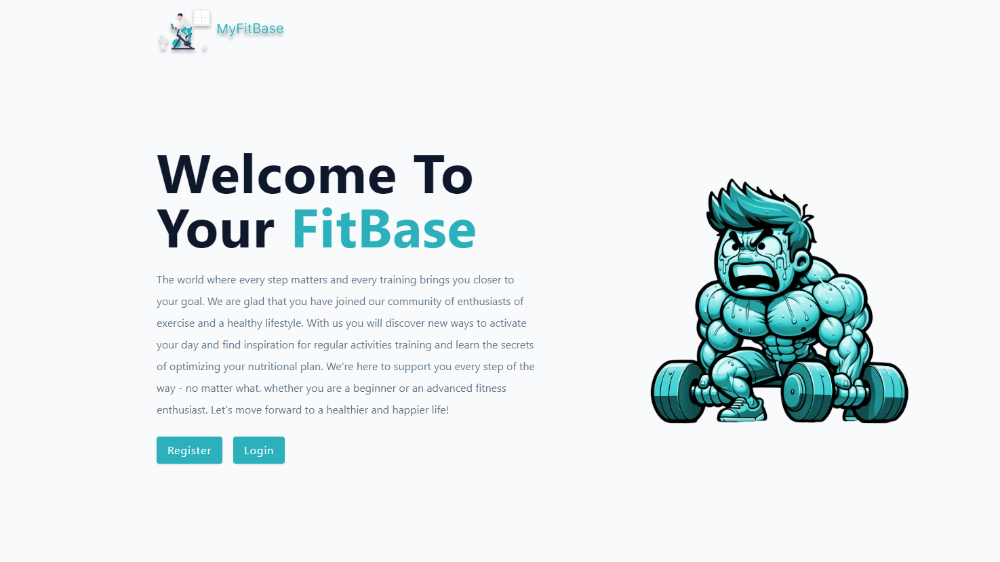 MyFitBase
Welcome To
Your FitBase
The world where every step matters and every training brings you closer to
your goal. We are glad that you have joined our community of enthusiasts of
exercise and a healthy lifestyle. With us you will discover new ways to activate
your day and find inspiration for regular activities training and learn the secrets
of optimizing your nutritional plan. We're here to support you every step of the
way - no matter what. whether you are a beginner or an advanced fitness
enthusiast. Let's move forward to a healthier and happier life!
Register Login